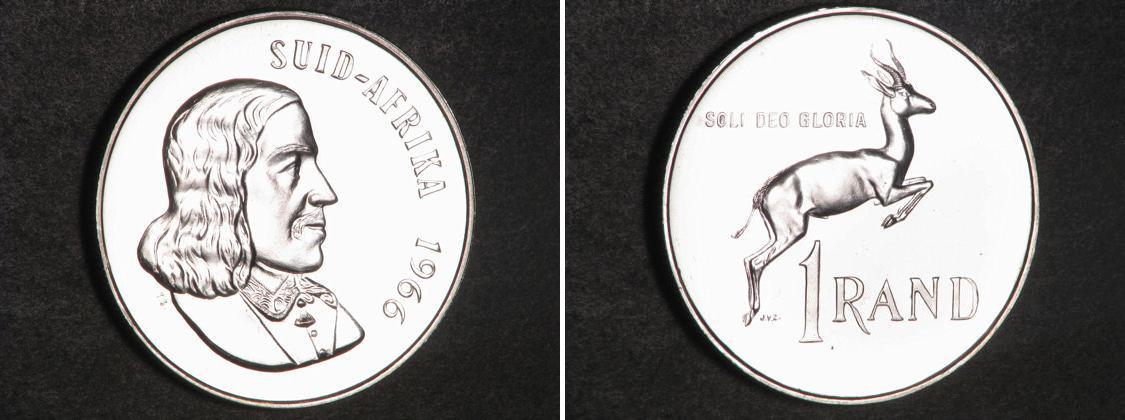 SUID-AFRIKA 1966
SOLI DEO GLORIA
1 RAND
J.V.Z.